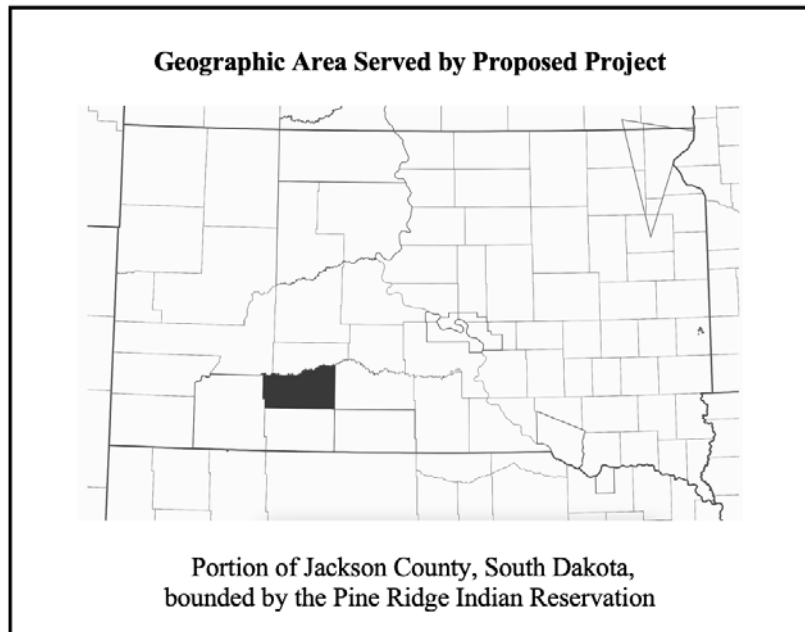 Geographic Area Served by Proposed Project
Portion of Jackson County, South Dakota,
bounded by the Pine Ridge Indian Reservation